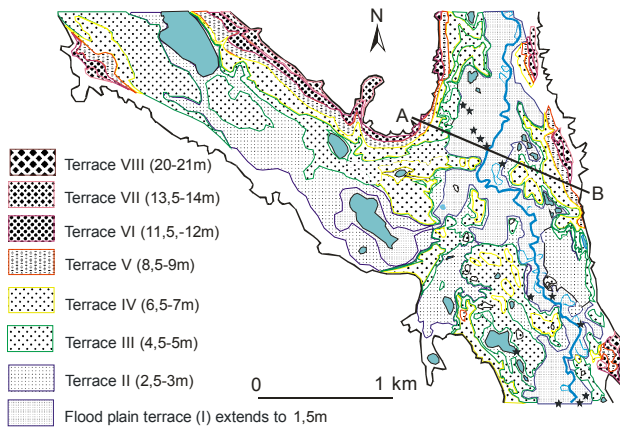 N
A
B
Terrace VIII (20-21m)
Terrace VII (13,5-14m)
Terrace VI (11,5,-12m)
Terrace V (8,5-9m)
Terrace IV (6,5-7m)
Terrace III (4,5-5m)
Terrace II (2,5-3m)
0 1 km
Flood plain terrace (I) extends to 1,5m